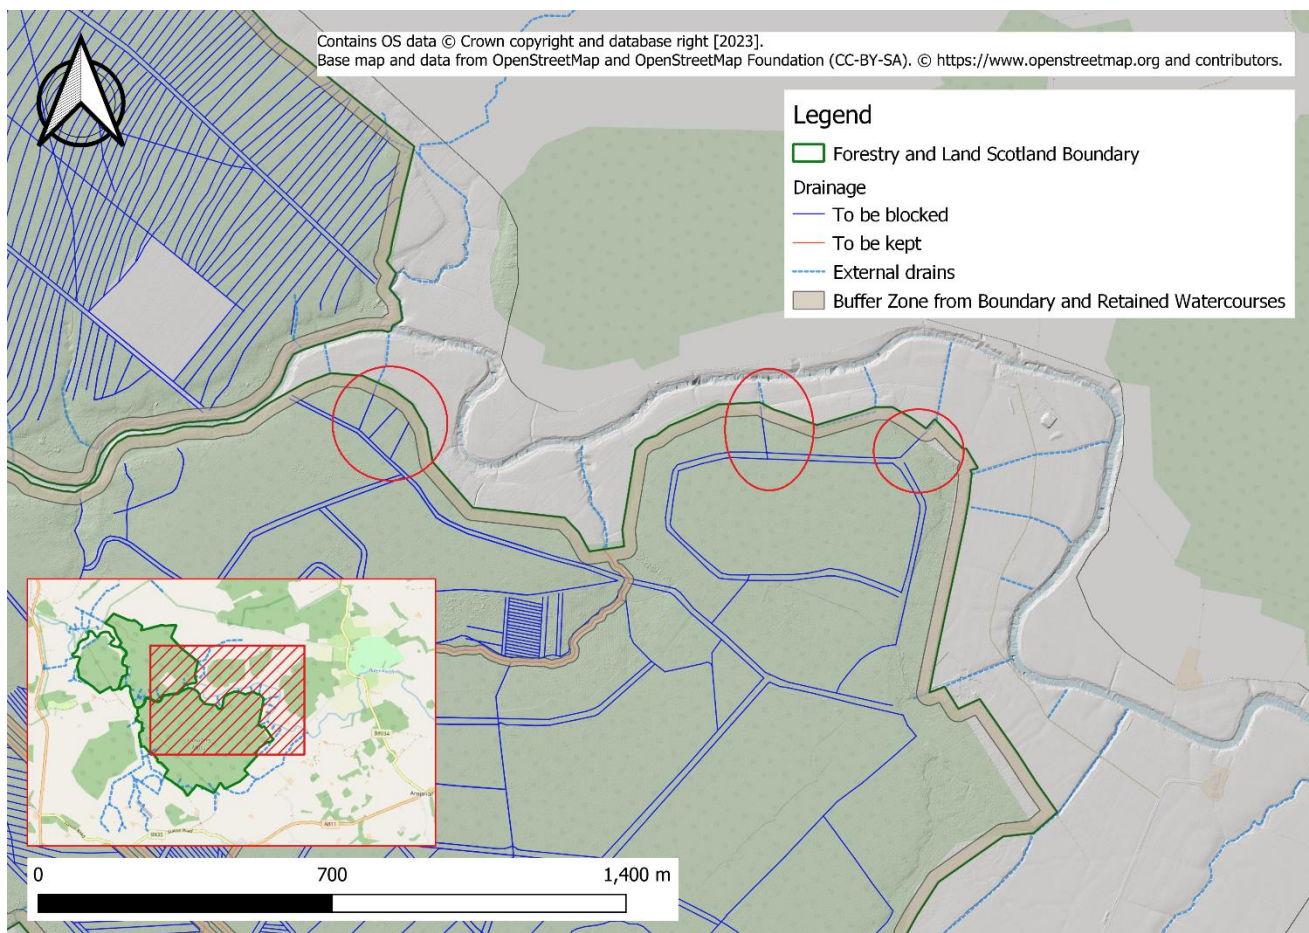 Contains OS data © Crown copyright and database right [2023].
Base map and data from OpenStreetMap and OpenStreetMap Foundation (CC-BY-SA). © https://www.openstreetmap.org and contributors.
Legend
Forestry and Land Scotland Boundary
Drainage
To be blocked
To be kept
External drains
Buffer Zone from Boundary and Retained Watercourses
B8034
A811
0 700 1,400 m